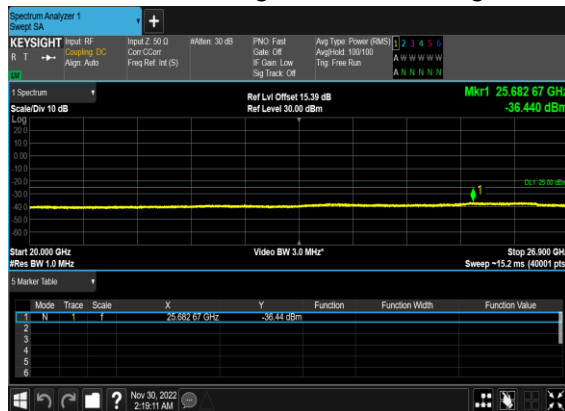 Spectrum Analyzer 1
Swept SA
+
KEYSIGHT Input: RF Input Z: 50 Ω #Atten: 30 dB PNO: Fast Avg Type: Power (RMS) 1 2 3 4 5 6
R T Coupling: DC Corr CCorr Gate: Off Avg|Hold: 100/100 A W W W W W
Align: Auto Freq Ref: Int (S) IF Gain: Low Trig: Free Run
Sig Track: Off A N N N N N
LW
1 Spectrum Ref Lvl Offset 15.39 dB Mkr1 25.682 67 GHz
Scale/Div 10 dB Ref Level 30.00 dBm -36.440 dBm
Log
20.0
10.0
0.00
-10.0
-20.0
DL1 -25.00 dBm
1
-30.0
-40.0
-50.0
-60.0
Start 20.000 GHz Video BW 3.0 MHz* Stop 26.900 GHz
#Res BW 1.0 MHz Sweep ~15.2 ms (40001 pts
5 Marker Table
Mode Trace Scale X Y Function Function Width Function Value
1 N 1 f 25.682 67 GHz -36.44 dBm
2
3
4
5
6
? Nov 30, 2022
2:19:11 AM